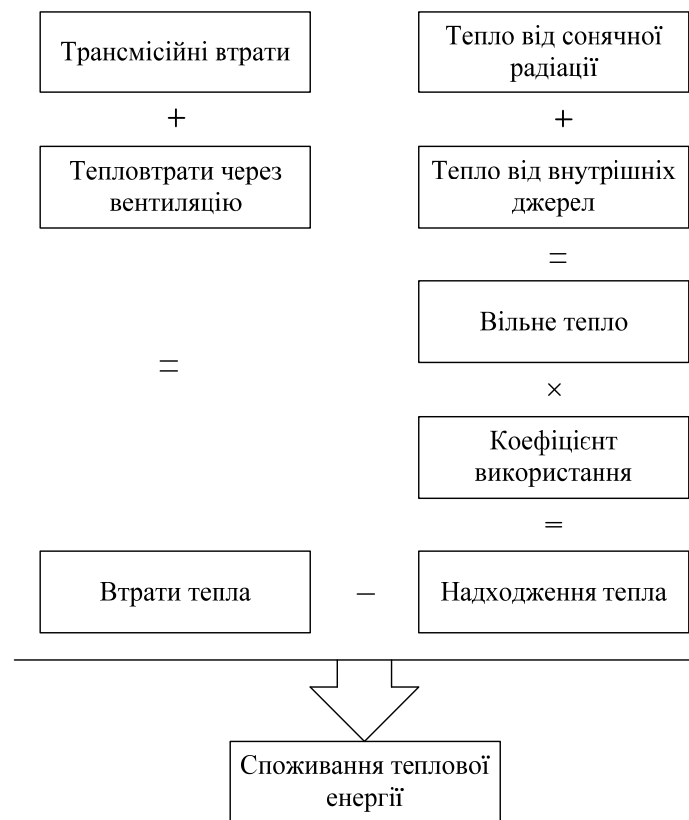 Трансмісійні втрати
+
Тепловтрати через
вентиляцію
=
Втрати тепла
–
Тепло від сонячної
радіації
+
Тепло від внутрішніх
джерел
=
Вільне тепло
×
Коефіцієнт
використання
=
Надходження тепла
Споживання теплової
енергії